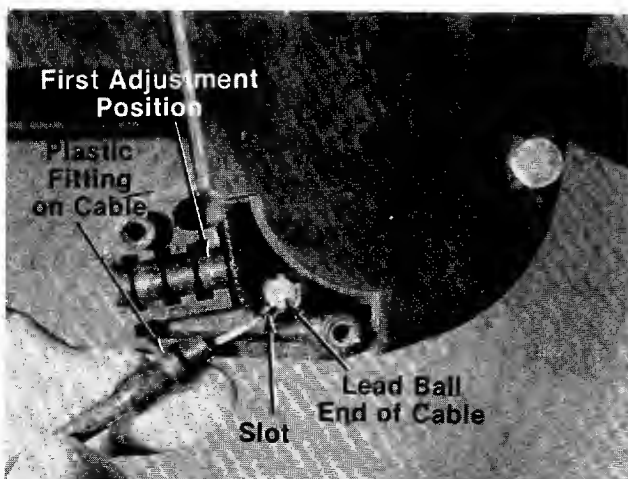 First Adjustment
Position
Plastic
Fitting
on Cable
Lead Ball
End of Cable
Slot